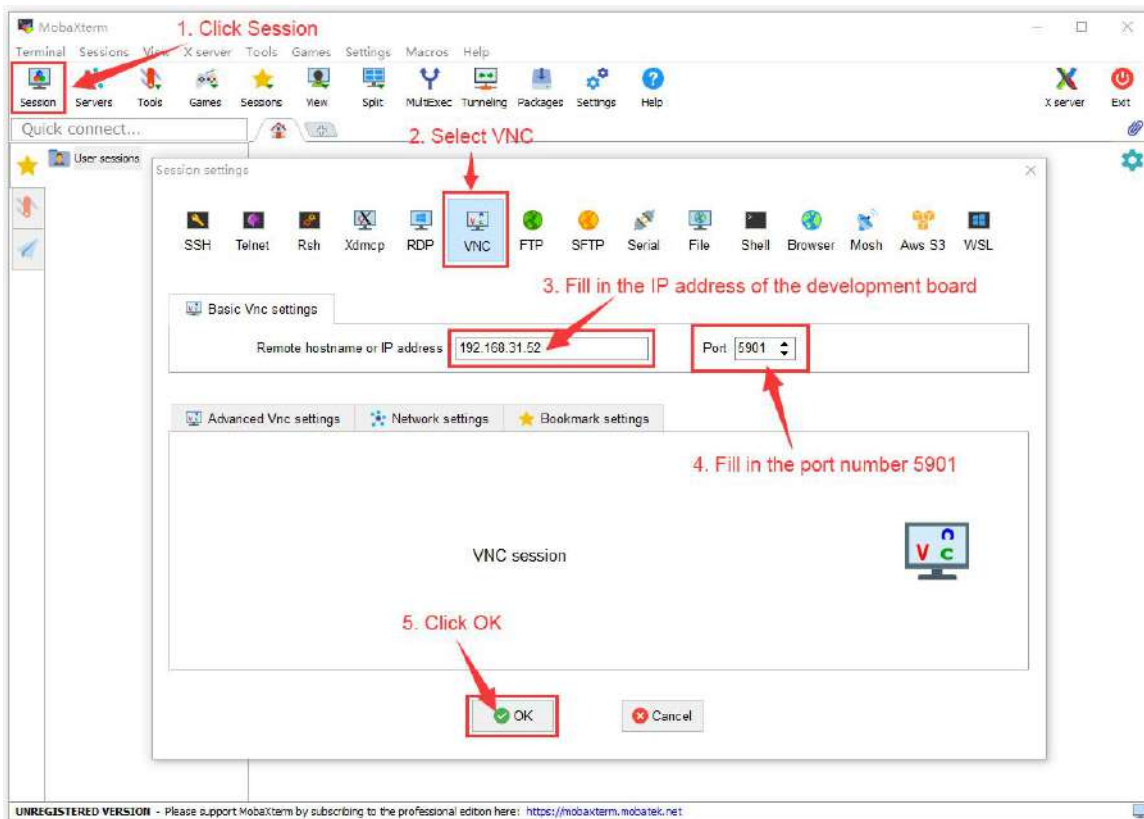 MobaXterm
1. Click Session
Terminal Sessions View X server Tools Games Settings Macros Help
Session Servers Tools Games Sessions View Split MultiExec Tunneling Packages Settings Help X server Exit
Quick connect...
2. Select VNC
User sessions
Session settings
SSH Telnet Rsh Xdmcp RDP VNC FTP SFTP Serial File Shell Browser Mosh Aws S3 WSL
3. Fill in the IP address of the development board
Basic Vnc settings
Remote hostname or IP address 192.168.31.52 Port 5901
Advanced Vnc settings Network settings Bookmark settings
4. Fill in the port number 5901
VNC session
V n c
5. Click OK
OK Cancel
UNREGISTERED VERSION - Please support MobaXterm by subscribing to the professional edition here: https://mobaxterm.mobatek.net